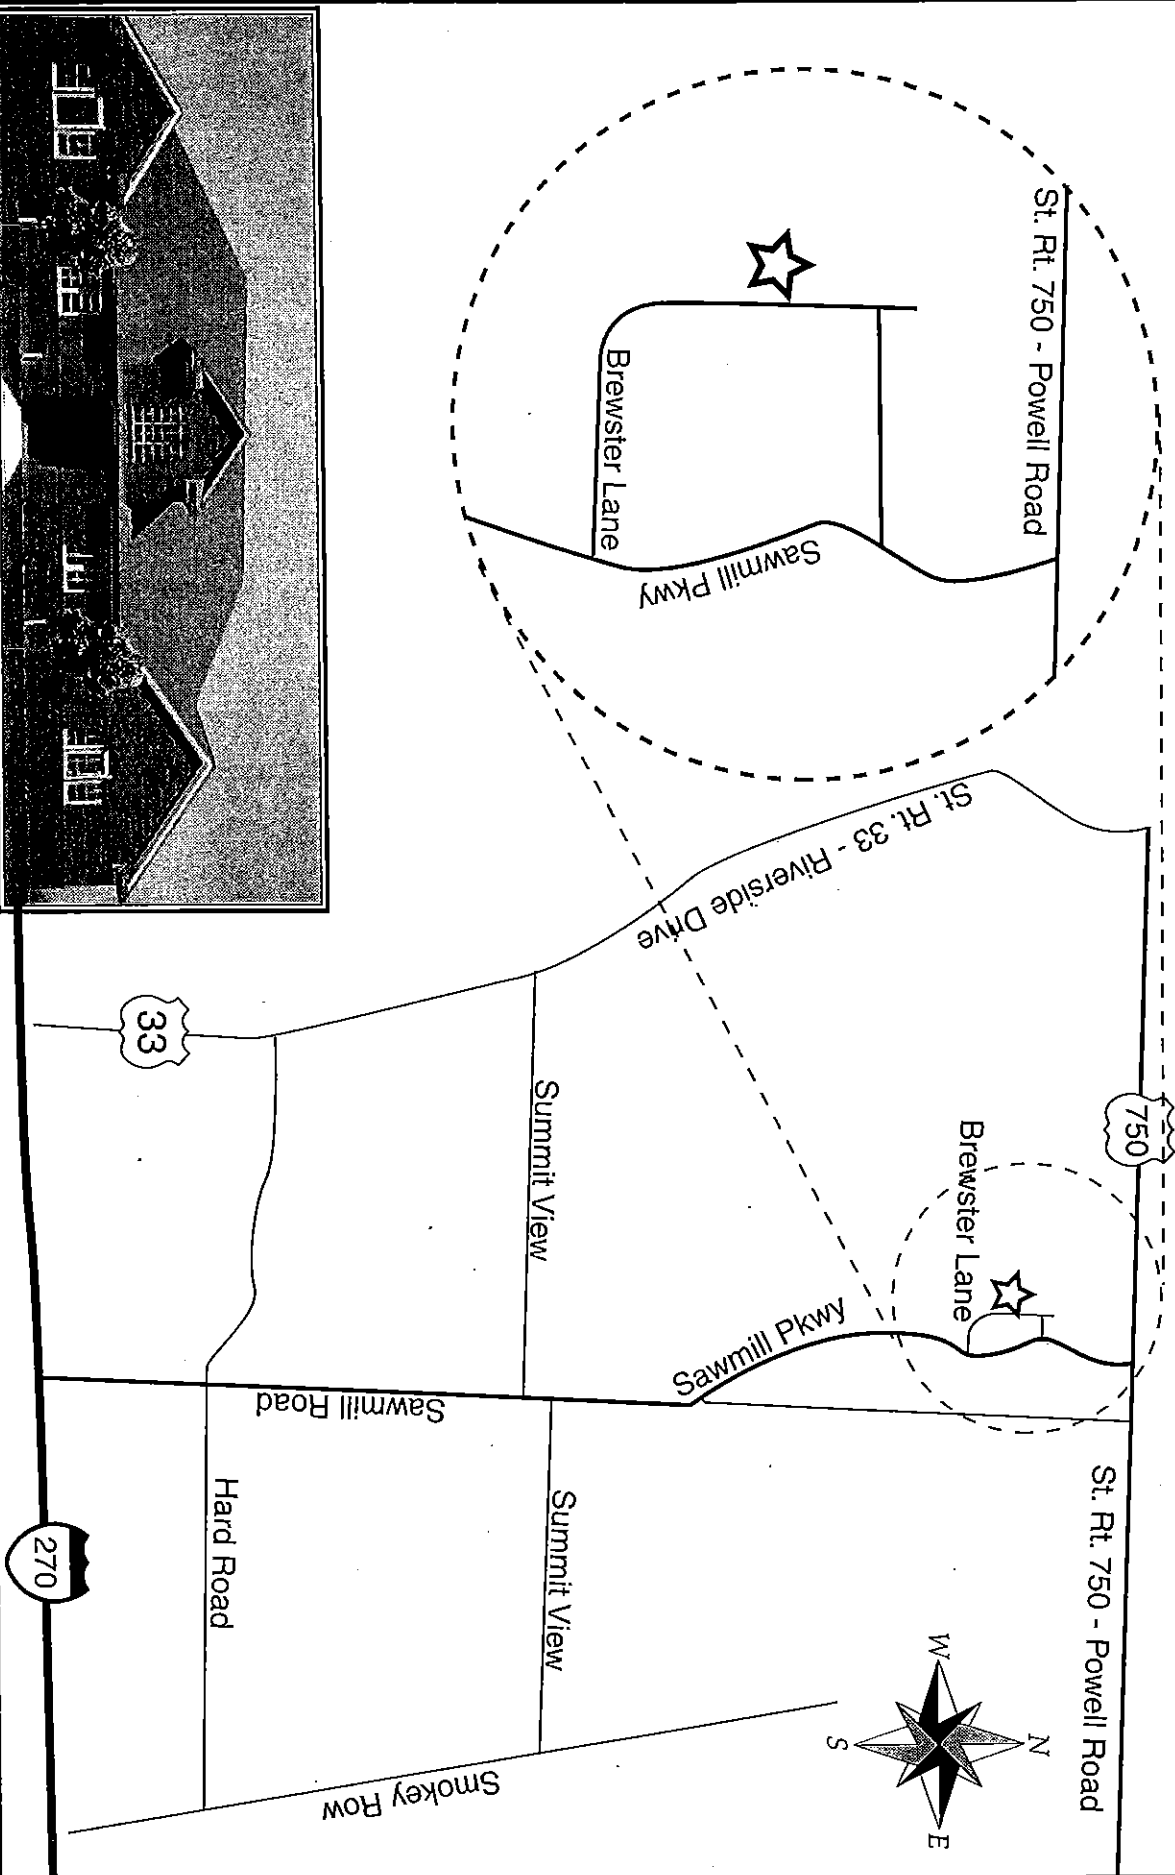 St. Rt. 750 - Powell Road
Brewster Lane
Sawmill Pkwy
St. Rt. 33 - Riverside Drive
750
Brewster Lane
Sawmill Pkwy
St. Rt. 750 - Powell Road
Summit View
Summit View
Sawmill Road
33
Hard Road
Smokey Row
270
N
W
E
S